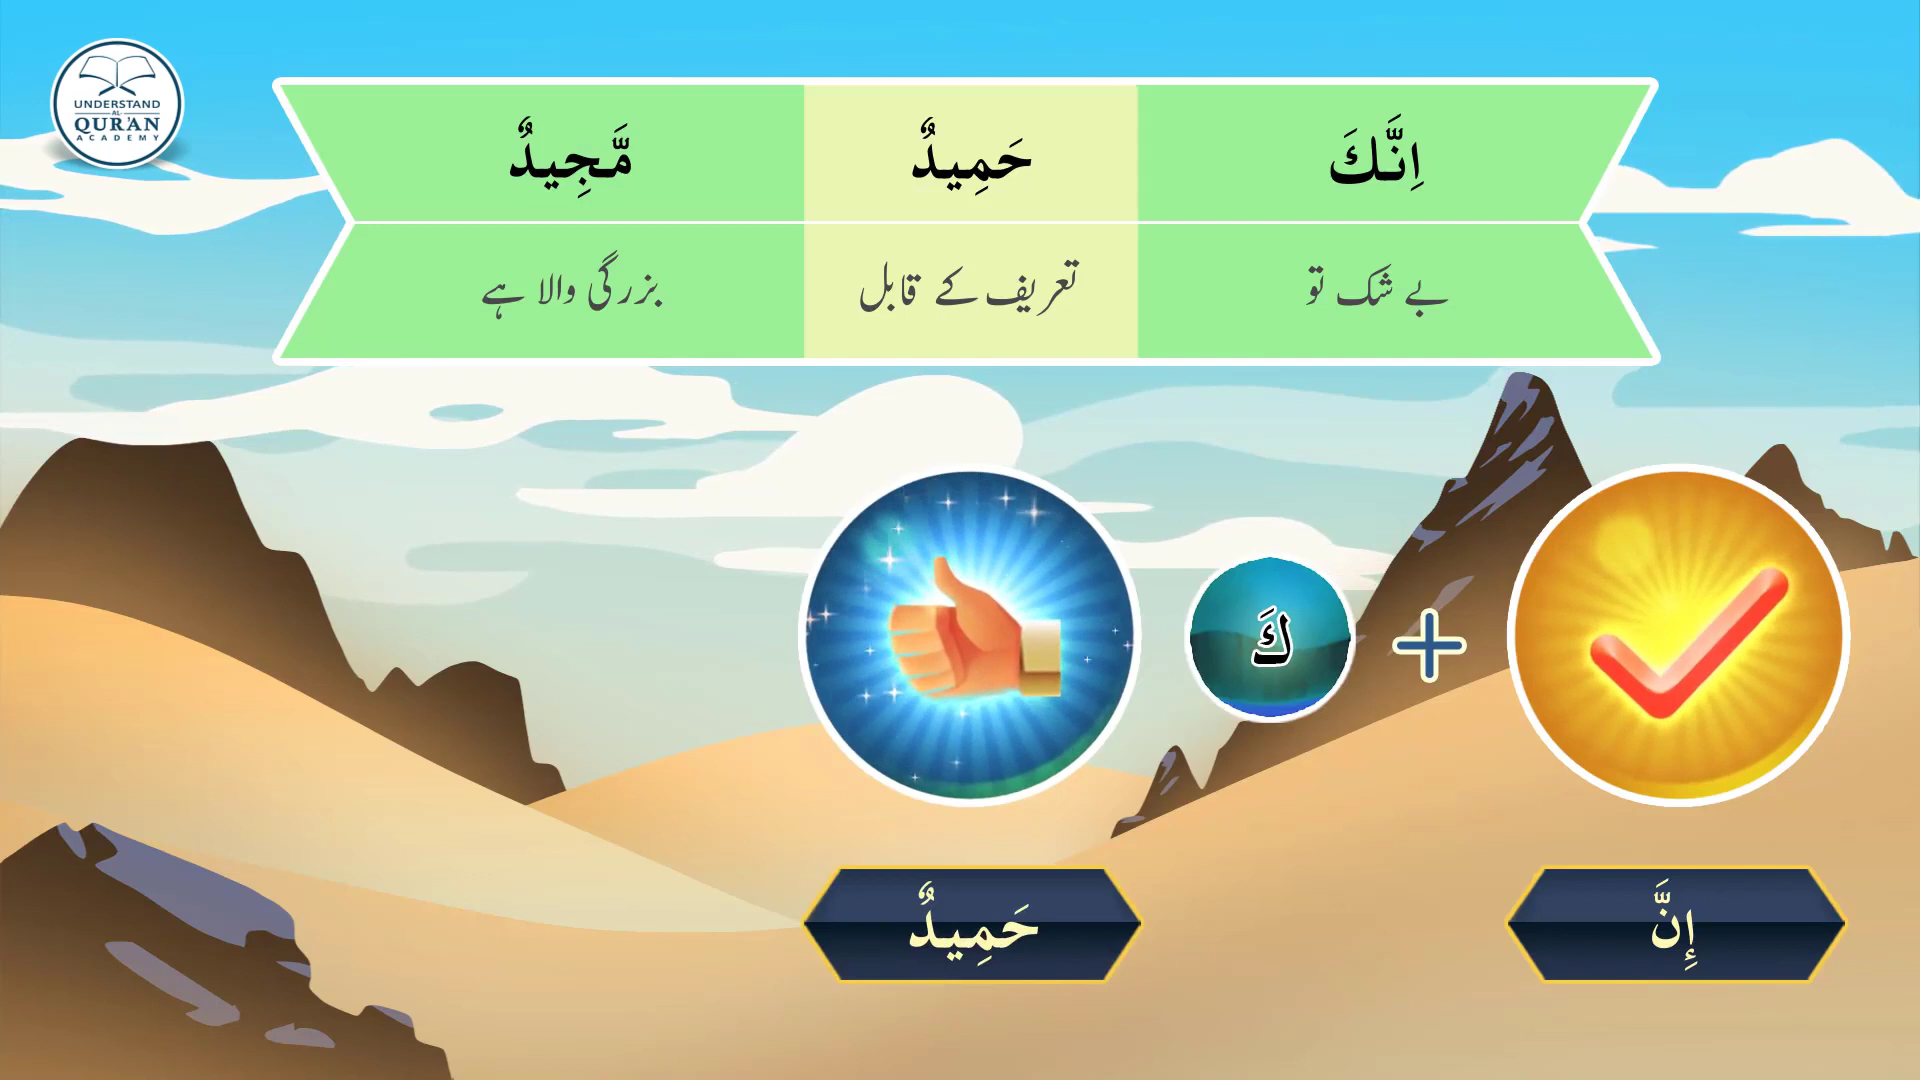 UNDERSTAND
AL-
QUR'AN
ACADEMY
اِنَّكَ حَمِيدٌ مَّجِيدٌ
بے شک تو تعریف کے قابل بزرگی والا ہے
كَ +
إِنَّ حَمِيدٌ